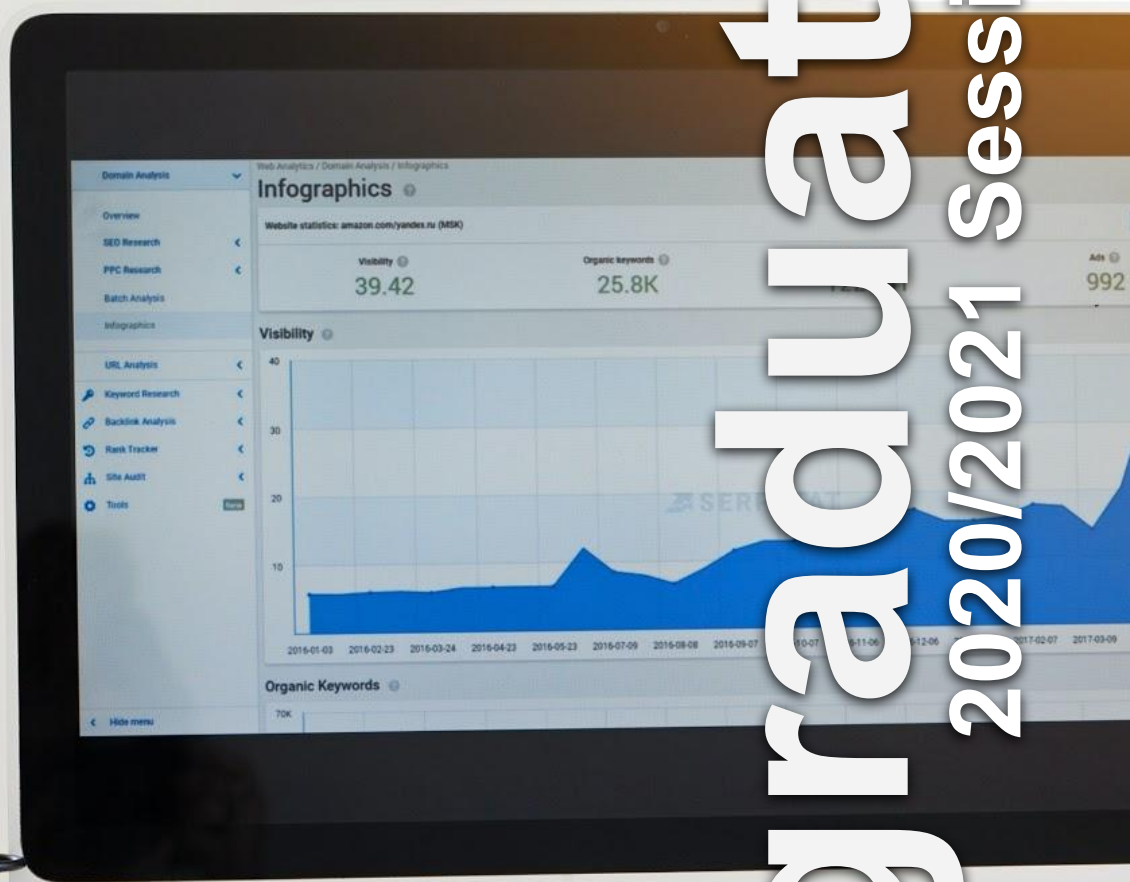 Web Analytics / Domain Analysis / Infographics
Domain Analysis
Overview
SEO Research
PPC Research
Batch Analysis
Infographics
URL Analysis
Keyword Research
Backlink Analysis
Rank Tracker
Site Audit
Tools
Hide menu
Infographics
Website statistics: amazon.com/yandex.ru (MSK)
Visibility
39.42
Organic keywords
25.8K
Ads
992
Visibility
40
30
20
10
2016-01-03 2016-02-23 2016-03-24 2016-04-23 2016-05-23 2016-07-09 2016-08-08 2016-09-07 2017-02-07 2017-03-09
Organic Keywords
70K
graduat
2020/2021 Sessi